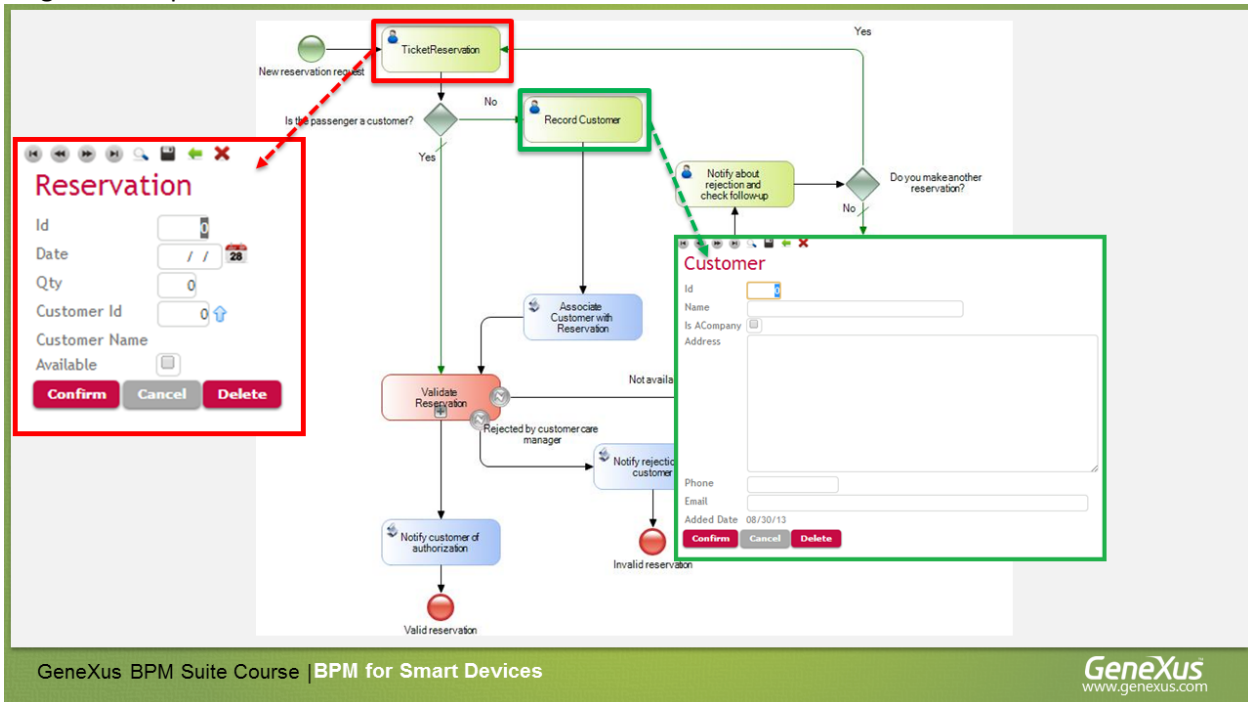 Yes
TicketReservation
New reservation request
No
Is the passenger a customer?
Record Customer
Yes
Notify about
rejection and
check follow-up
Do you make another
reservation?
No
Reservation
Id
0
Date
/ /
28
Qty
0
Customer Id
0
Customer Name
Available
Confirm
Cancel
Delete
Associate
Customer with
Reservation
Customer
Id
0
Name
Is ACompany
Address
Phone
Email
Added Date 08/30/13
Confirm
Cancel
Delete
Validate
Reservation
Rejected by customer care
manager
customer
Notify customer of
authorization
Invalid reservation
Valid reservation
GeneXus BPM Suite Course | BPM for Smart Devices
GeneXus
www.genexus.com